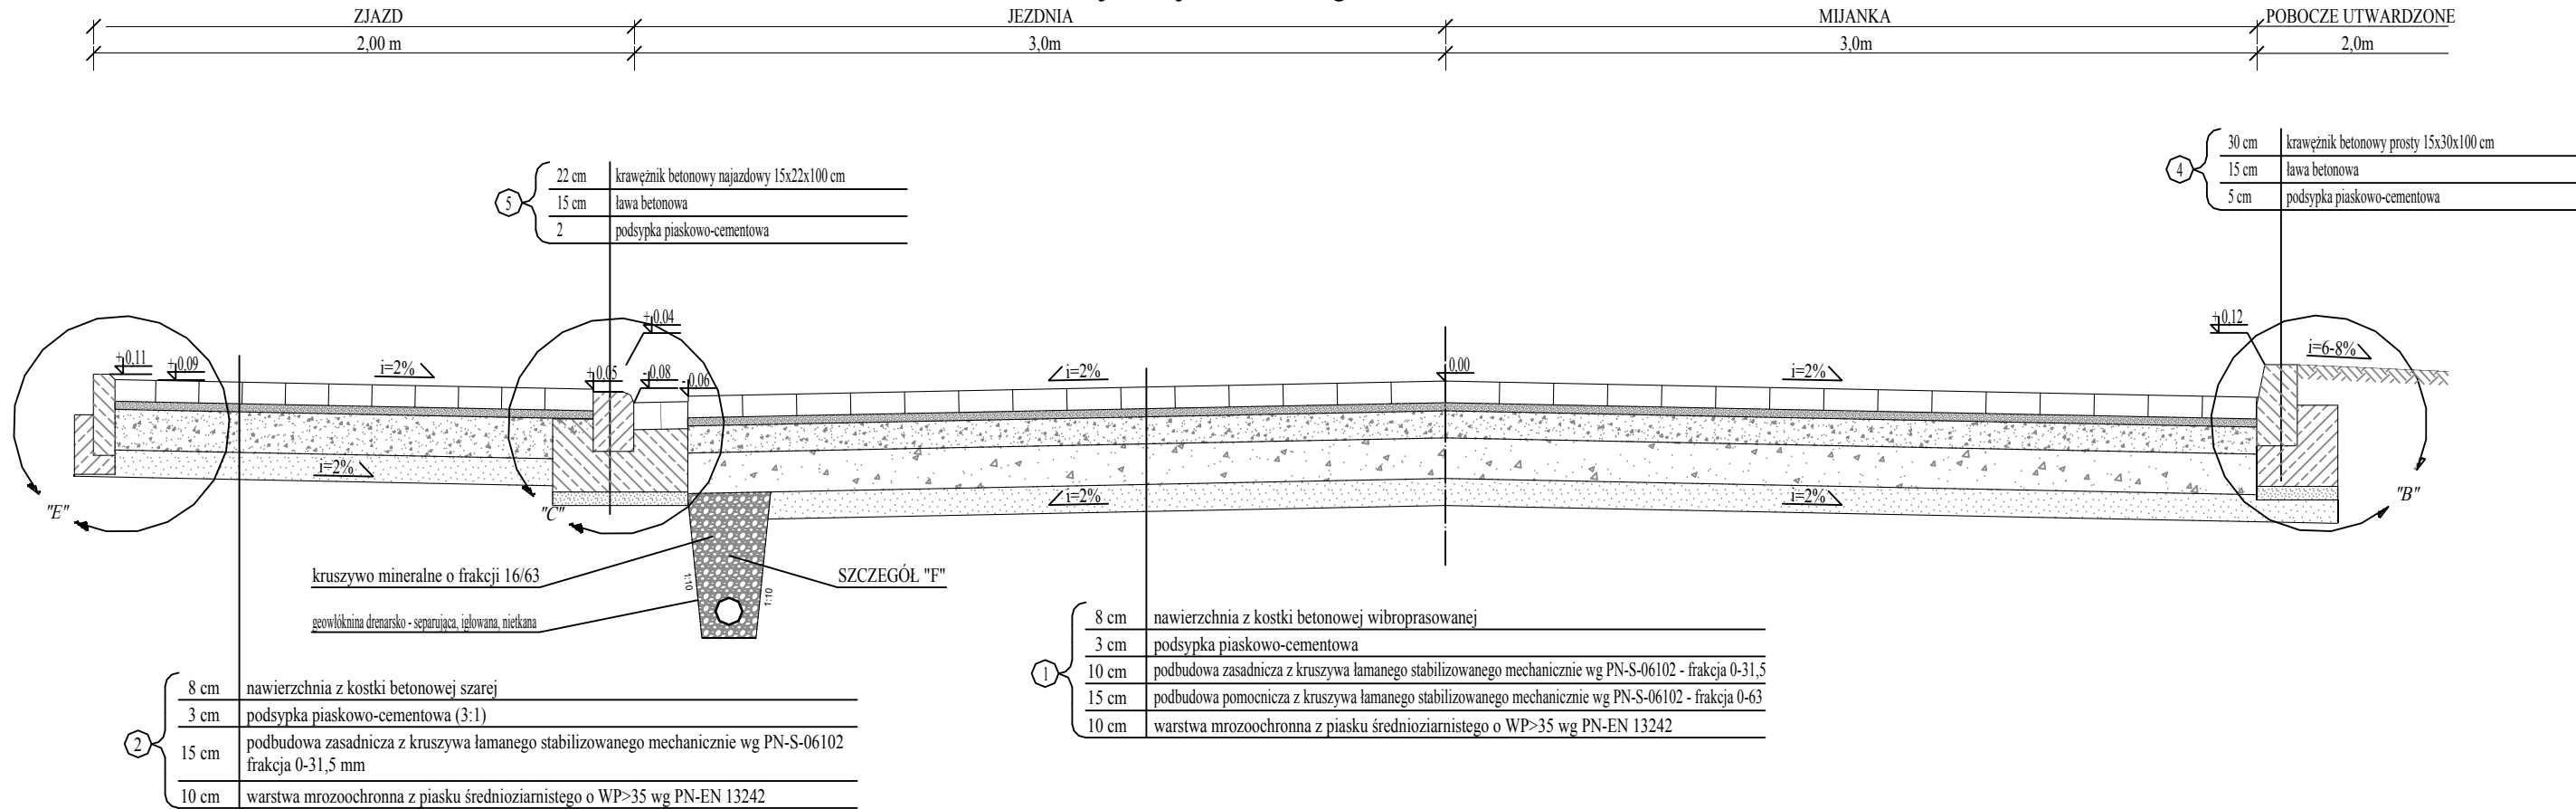 ZJAZD
JEZDNIA
MIJANKA
POBOCZE UTWARDZONE
2,00 m
3,0m
3,0m
2,0m
5
22 cm krawężnik betonowy najazdowy 15x22x100 cm
15 cm ława betonowa
2 podsypka piaskowo-cementowa
4
30 cm krawężnik betonowy prosty 15x30x100 cm
15 cm ława betonowa
5 cm podsypka piaskowo-cementowa
+0,04
+0,12
+0,11
+0,09
i=2%
+0,05
-0,08
-0,06
i=2%
0,00
i=2%
i=6-8%
i=2%
i=2%
i=2%
"E"
"C"
"B"
kruszywo mineralne o frakcji 16/63
SZCZEGÓŁ "F"
1:10
1:10
geowłóknina drenarsko - separująca, igłowana, nietkana
1
8 cm nawierzchnia z kostki betonowej wibroprasowanej
3 cm podsypka piaskowo-cementowa
10 cm podbudowa zasadnicza z kruszywa łamanego stabilizowanego mechanicznie wg PN-S-06102 - frakcja 0-31,5
15 cm podbudowa pomocnicza z kruszywa łamanego stabilizowanego mechanicznie wg PN-S-06102 - frakcja 0-63
10 cm warstwa mrozoochronna z piasku średnioziarnistego o WP>35 wg PN-EN 13242
2
8 cm nawierzchnia z kostki betonowej szarej
3 cm podsypka piaskowo-cementowa (3:1)
15 cm podbudowa zasadnicza z kruszywa łamanego stabilizowanego mechanicznie wg PN-S-06102
frakcja 0-31,5 mm
10 cm warstwa mrozoochronna z piasku średnioziarnistego o WP>35 wg PN-EN 13242